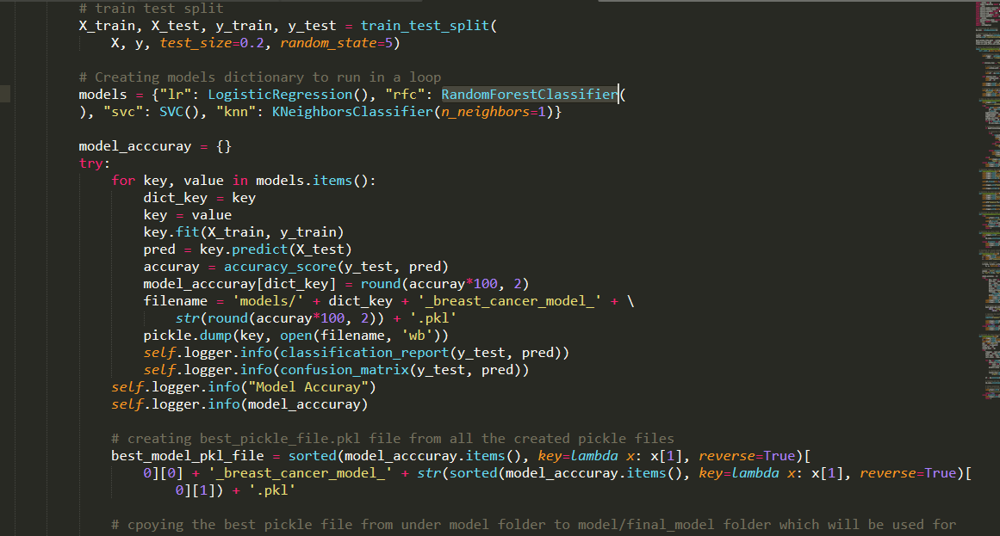 # train test split
X_train, X_test, y_train, y_test = train_test_split(
    X, y, test_size=0.2, random_state=5)

# Creating models dictionary to run in a loop
models = {"lr": LogisticRegression(), "rfc": RandomForestClassifier(
), "svc": SVC(), "knn": KNeighborsClassifier(n_neighbors=1)}

model_acccuray = {}
try:
    for key, value in models.items():
        dict_key = key
        key = value
        key.fit(X_train, y_train)
        pred = key.predict(X_test)
        accuray = accuracy_score(y_test, pred)
        model_acccuray[dict_key] = round(accuray*100, 2)
        filename = 'models/' + dict_key + '_breast_cancer_model_' + \
            str(round(accuray*100, 2)) + '.pkl'
        pickle.dump(key, open(filename, 'wb'))
        self.logger.info(classification_report(y_test, pred))
        self.logger.info(confusion_matrix(y_test, pred))
    self.logger.info("Model Accuray")
    self.logger.info(model_acccuray)

    # creating best_pickle_file.pkl file from all the created pickle files
    best_model_pkl_file = sorted(model_acccuray.items(), key=lambda x: x[1], reverse=True)[
        0][0] + '_breast_cancer_model_' + str(sorted(model_acccuray.items(), key=lambda x: x[1], reverse=True)[
            0][1]) + '.pkl'

    # cpoying the best pickle file from under model folder to model/final_model folder which will be used for